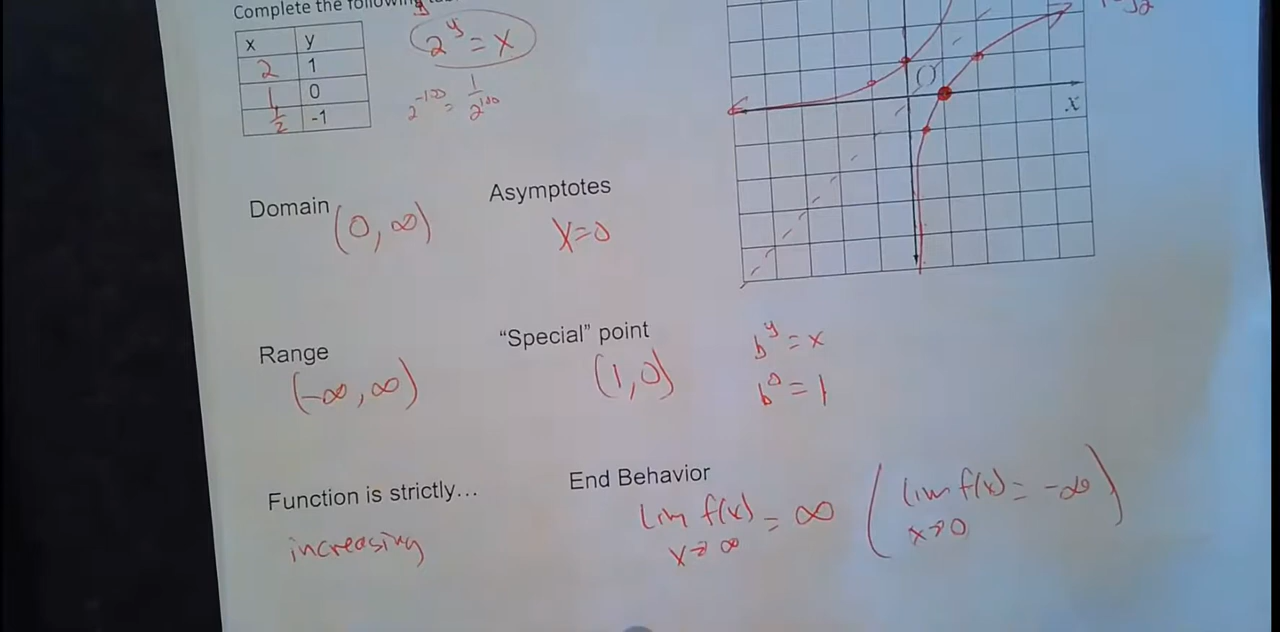 Complete the following
x y
2 1
1 0
1/2 -1
2^y = x
2^-100 = 1/2^100
x
Domain (0, ∞)
Asymptotes
x=0
Range
(-∞, ∞)
"Special" point
(1, 0)
b^y = x
b^0 = 1
Function is strictly...
increasing
End Behavior
lim f(x) = ∞
x→∞
(lim f(x) = -∞)
x→0